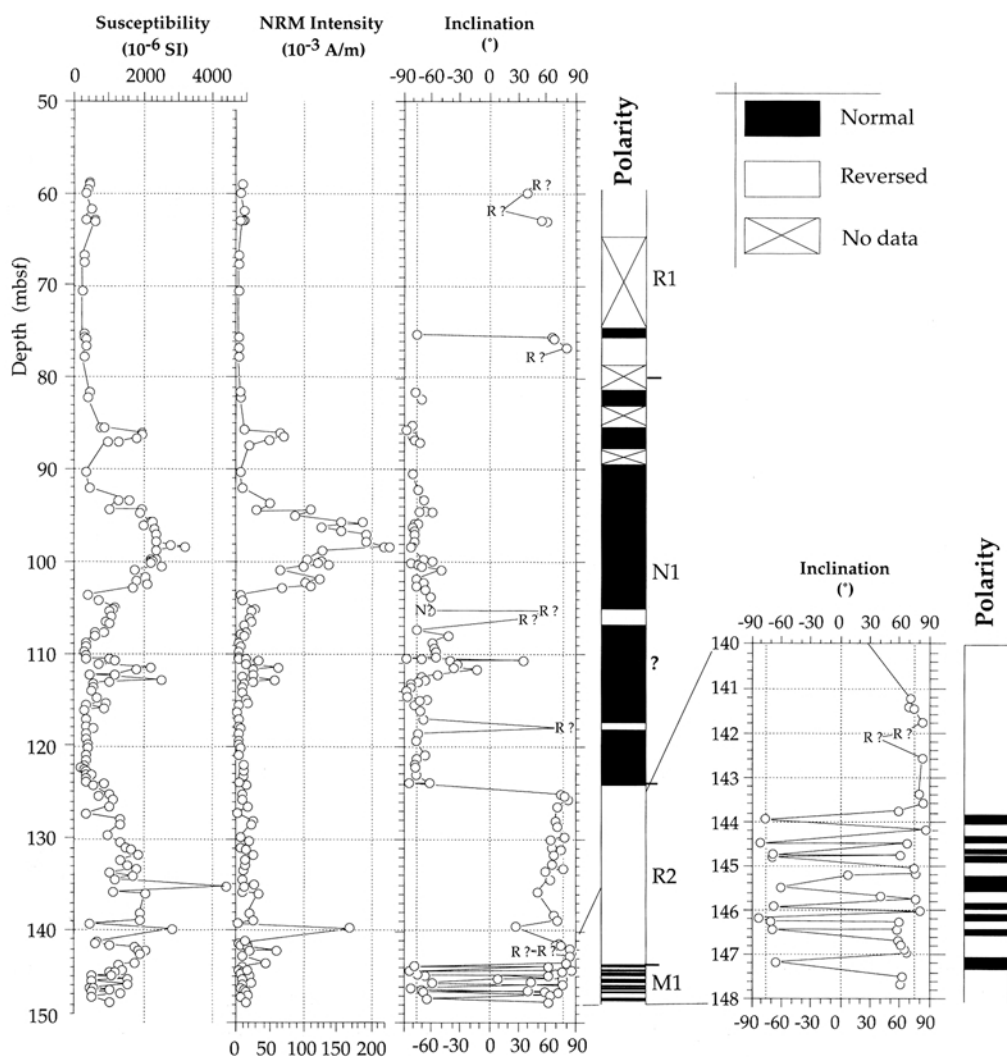 Susceptibility NRM Intensity Inclination
(10⁻⁶ SI) (10⁻³ A/m) (°)
0 2000 4000 -90 -60 -30 0 30 60 90
50
60
70
80
90
100
110
120
130
140
150
Depth (mbsf)
0 50 100 150 200
-60 -30 0 30 60 90
R ?
R ?
R ?
N?
R ?
R ?
R ?
R ? R ?
Polarity
R1
N1
?
R2
M1
Normal
Reversed
No data
Inclination
(°)
-90 -60 -30 0 30 60 90
140
141
142
143
144
145
146
147
148
R ? R ?
-90 -60 -30 0 30 60 90
Polarity